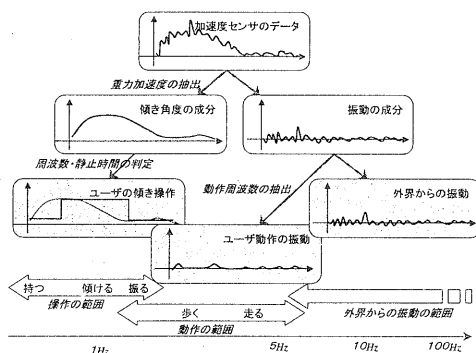 加速度センサのデータ
重力加速度の抽出
傾き角度の成分
振動の成分
周波数・静止時間の判定
動作周波数の抽出
ユーザの傾き操作
外界からの振動
ユーザ動作の振動
持つ 傾ける 振る
操作の範囲
歩く 走る
動作の範囲
外界からの振動の範囲
1Hz 5Hz 10Hz 100Hz